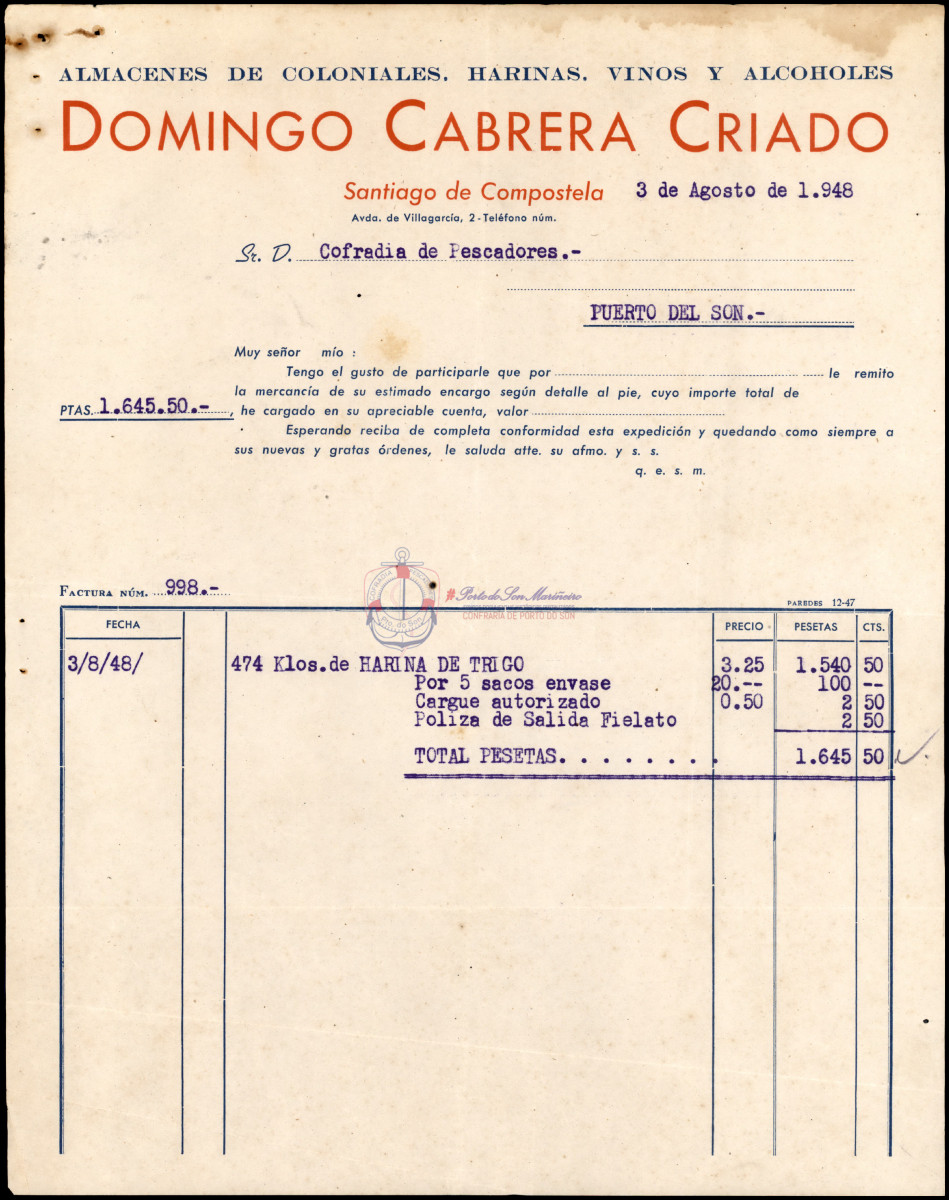 ALMACENES DE COLONIALES, HARINAS, VINOS Y ALCOHOLES
DOMINGO CABRERA CRIADO
Santiago de Compostela 3 de Agosto de 1.948
Avda. de Villagarcía, 2 - Teléfono núm.
Sr. D. Cofradia de Pescadores.-
PUERTO DEL SON.-
Muy señor mío :
Tengo el gusto de participarle que por le remito
la mercancía de su estimado encargo según detalle al pie, cuyo importe total de
PTAS. 1.645.50.-, he cargado en su apreciable cuenta, valor
Esperando reciba de completa conformidad esta expedición y quedando como siempre a
sus nuevas y gratas órdenes, le saluda atte. su afmo. y s. s.
q. e. s. m.
FACTURA NÚM. 998.-
COFRADIA PESCADORES
Pto. do Son
#Porto do Son Mariñeiro
CONFRARÍA DE PORTO DO SON
PAREDES 12-47
FECHA PRECIO PESETAS CTS.
3/8/48/ 474 Klos.de HARINA DE TRIGO 3.25 1.540 50
Por 5 sacos envase 20.-- 100 --
Cargue autorizado 0.50 2 50
Poliza de Salida Fielato 2 50
TOTAL PESETAS. . . . . . . . 1.645 50